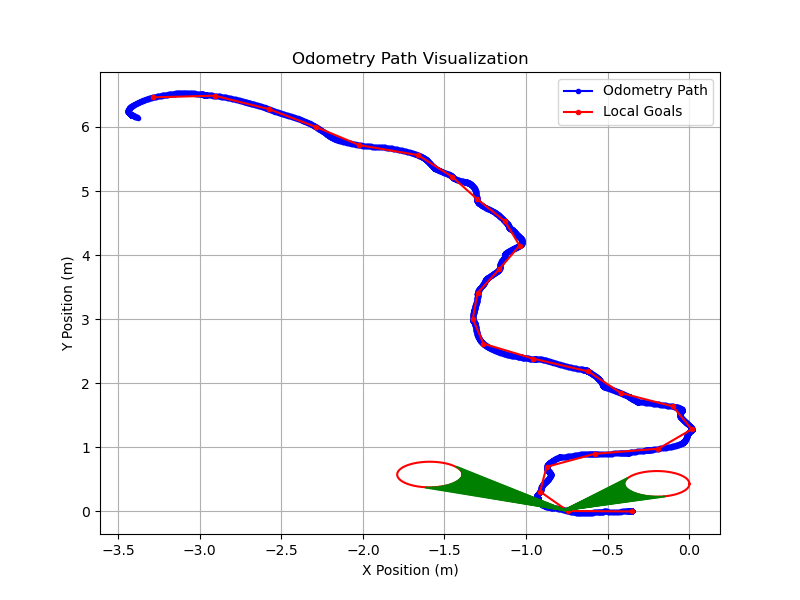 Odometry Path Visualization
Odometry Path
Local Goals
Y Position (m)
6
5
4
3
2
1
0
−3.5 −3.0 −2.5 −2.0 −1.5 −1.0 −0.5 0.0
X Position (m)